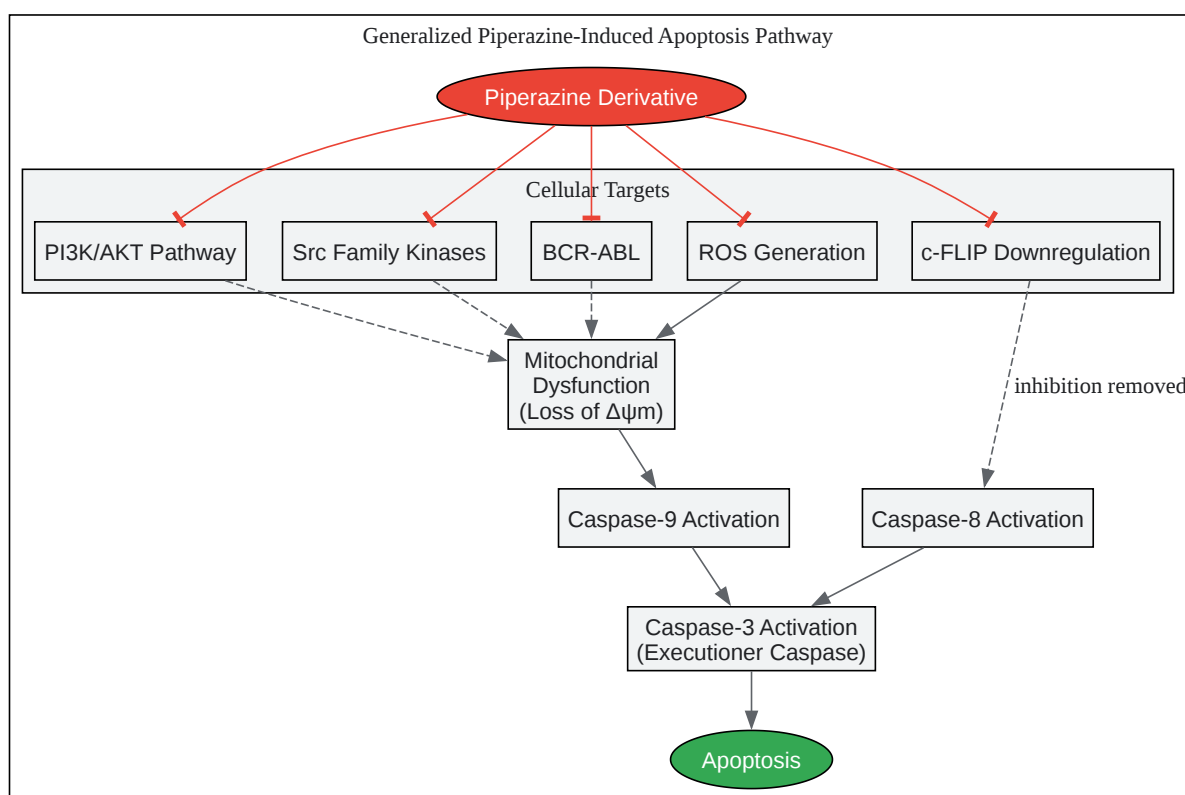 Generalized Piperazine-Induced Apoptosis Pathway
Piperazine Derivative
Cellular Targets
PI3K/AKT Pathway
Src Family Kinases
BCR-ABL
ROS Generation
c-FLIP Downregulation
Mitochondrial
Dysfunction
(Loss of Δψm)
inhibition removed
Caspase-9 Activation
Caspase-8 Activation
Caspase-3 Activation
(Executioner Caspase)
Apoptosis